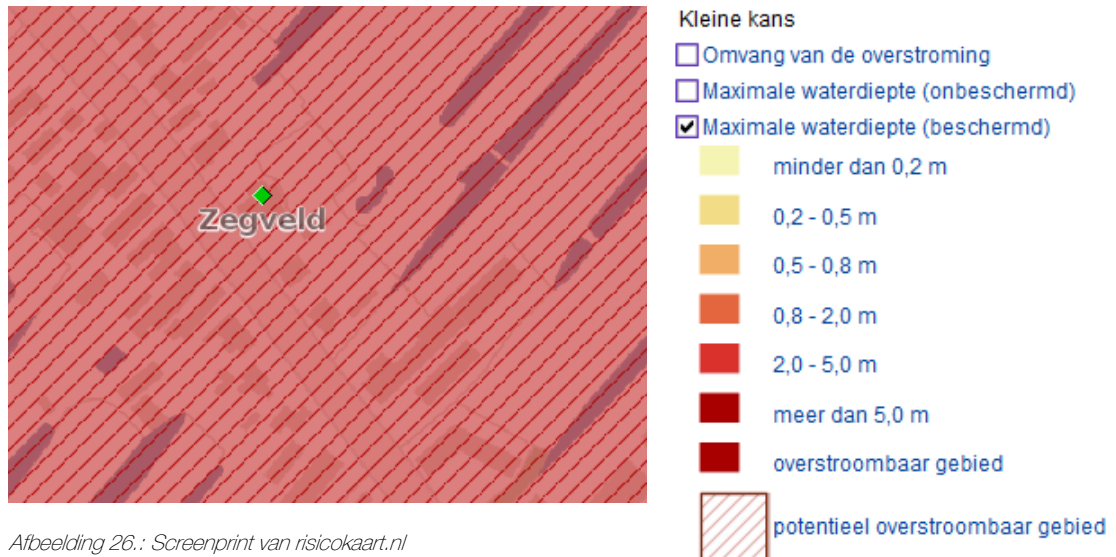 Zegveld
Afbeelding 26.: Screenprint van risicokaart.nl
Kleine kans
Omvang van de overstroming
Maximale waterdiepte (onbeschermd)
Maximale waterdiepte (beschermd)
minder dan 0,2 m
0,2 - 0,5 m
0,5 - 0,8 m
0,8 - 2,0 m
2,0 - 5,0 m
meer dan 5,0 m
overstroombaar gebied
potentieel overstroombaar gebied